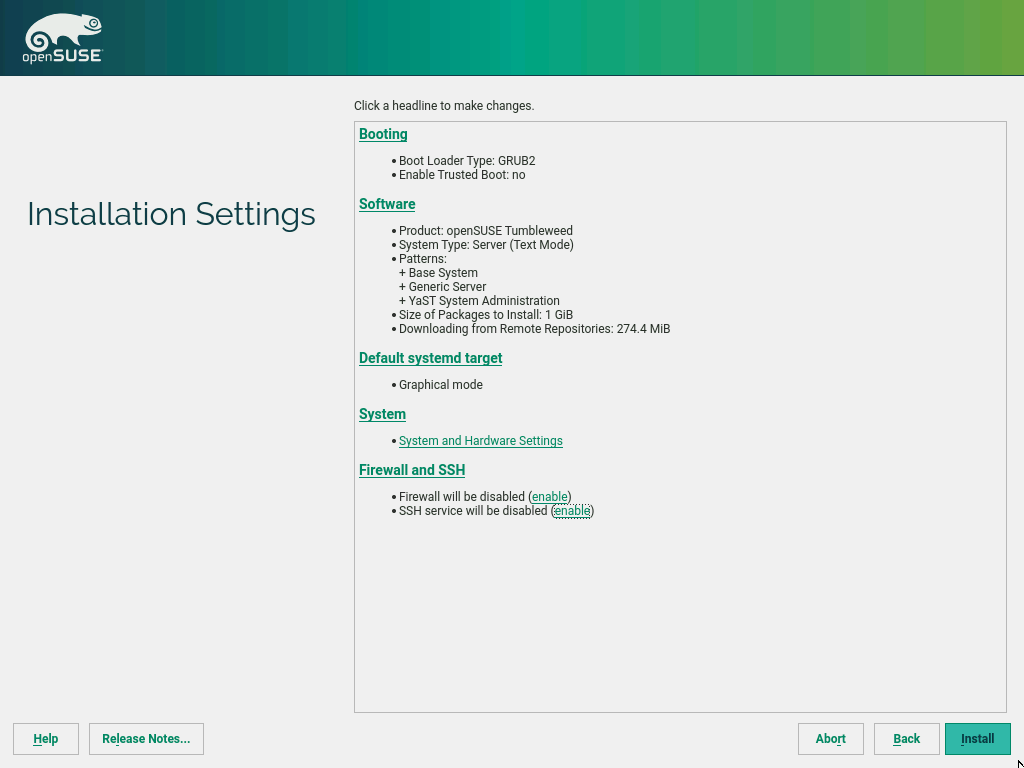 openSUSE
Click a headline to make changes.
Installation Settings
Booting
• Boot Loader Type: GRUB2
• Enable Trusted Boot: no
Software
• Product: openSUSE Tumbleweed
• System Type: Server (Text Mode)
• Patterns:
+ Base System
+ Generic Server
+ YaST System Administration
• Size of Packages to Install: 1 GiB
• Downloading from Remote Repositories: 274.4 MiB
Default systemd target
• Graphical mode
System
• System and Hardware Settings
Firewall and SSH
• Firewall will be disabled (enable)
• SSH service will be disabled (enable)
Help Release Notes... Abort Back Install